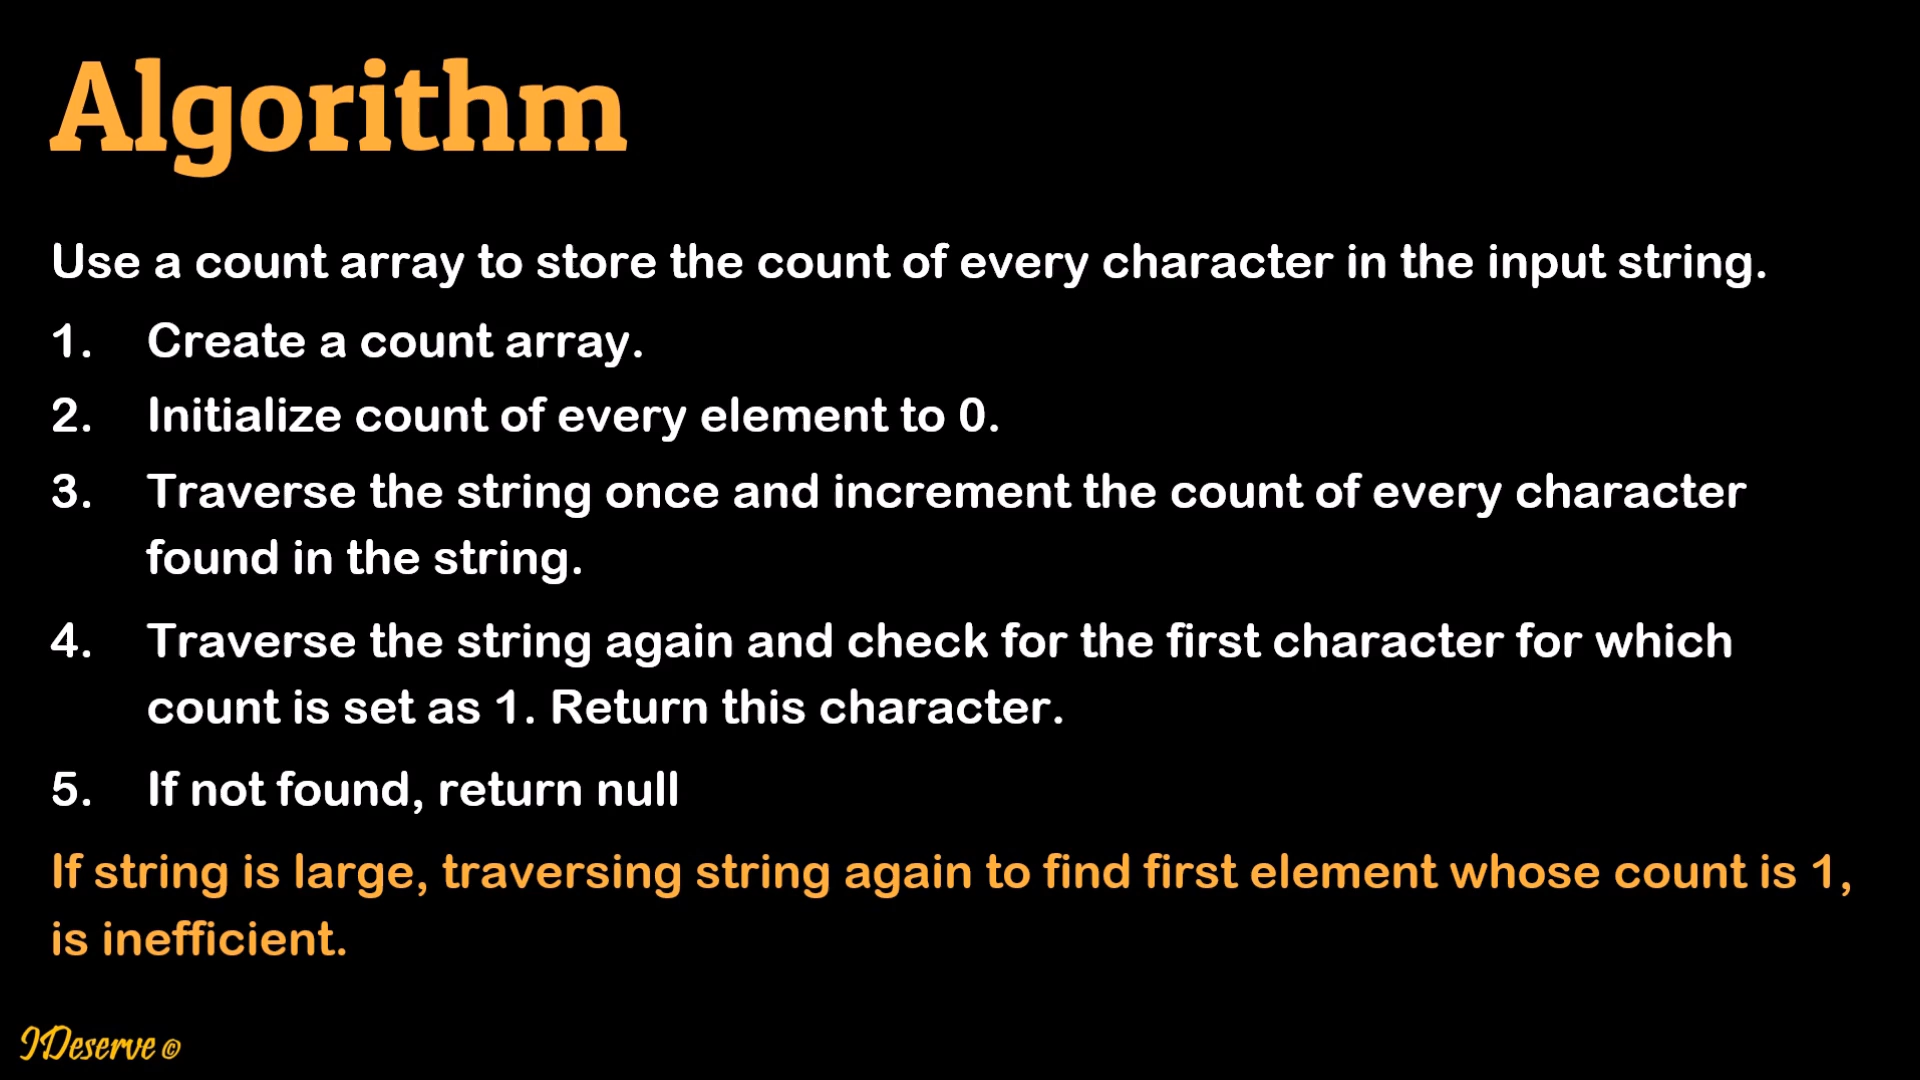 Algorithm
Use a count array to store the count of every character in the input string.
1. Create a count array.
2. Initialize count of every element to 0.
3. Traverse the string once and increment the count of every character
found in the string.
4. Traverse the string again and check for the first character for which
count is set as 1. Return this character.
5. If not found, return null
If string is large, traversing string again to find first element whose count is 1,
is inefficient.
IDeserve ©